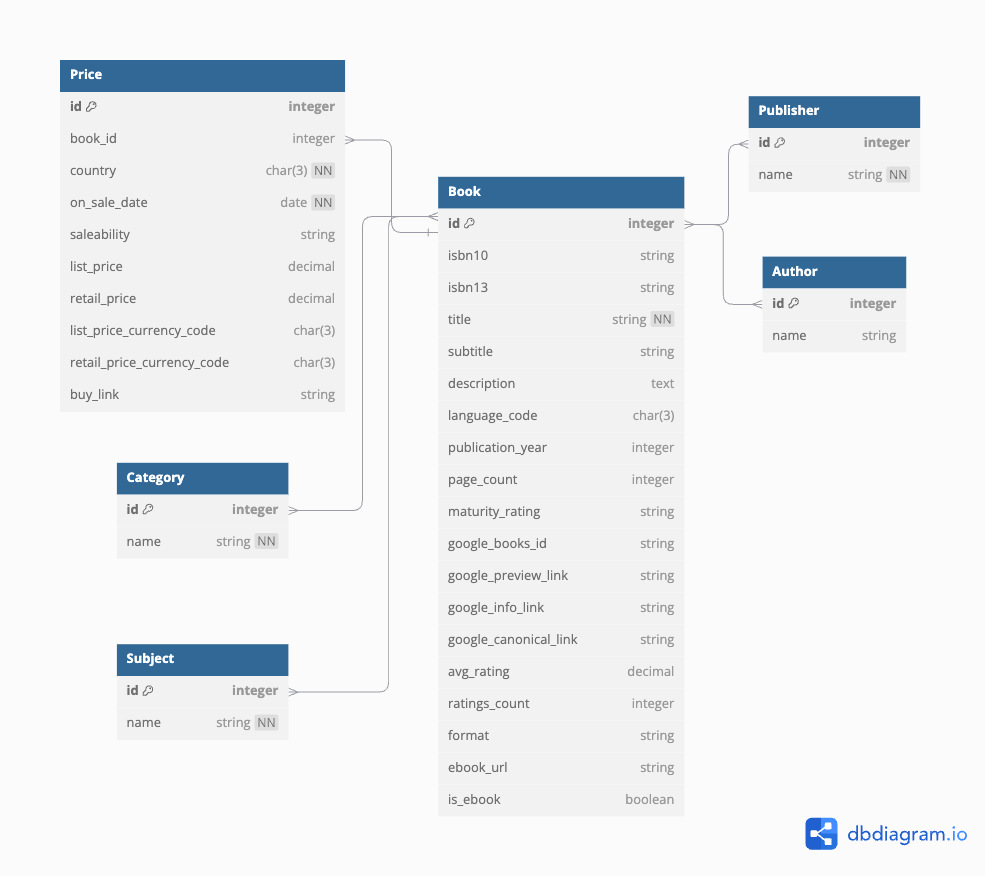 Price
id integer
book_id integer
country char(3) NN
on_sale_date date NN
saleability string
list_price decimal
retail_price decimal
list_price_currency_code char(3)
retail_price_currency_code char(3)
buy_link string
Category
id integer
name string NN
Subject
id integer
name string NN
Book
id integer
isbn10 string
isbn13 string
title string NN
subtitle string
description text
language_code char(3)
publication_year integer
page_count integer
maturity_rating string
google_books_id string
google_preview_link string
google_info_link string
google_canonical_link string
avg_rating decimal
ratings_count integer
format string
ebook_url string
is_ebook boolean
Publisher
id integer
name string NN
Author
id integer
name string
dbdiagram.io